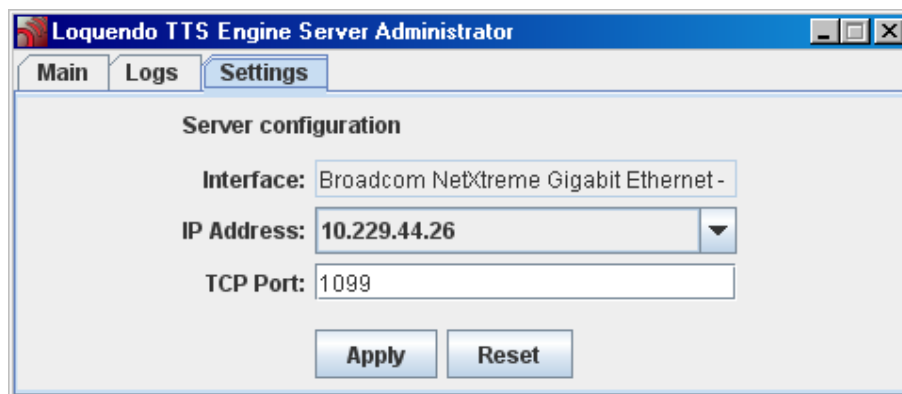 Loquendo TTS Engine Server Administrator
Main Logs Settings
Server configuration
Interface: Broadcom NetXtreme Gigabit Ethernet -
IP Address: 10.229.44.26
TCP Port: 1099
Apply Reset